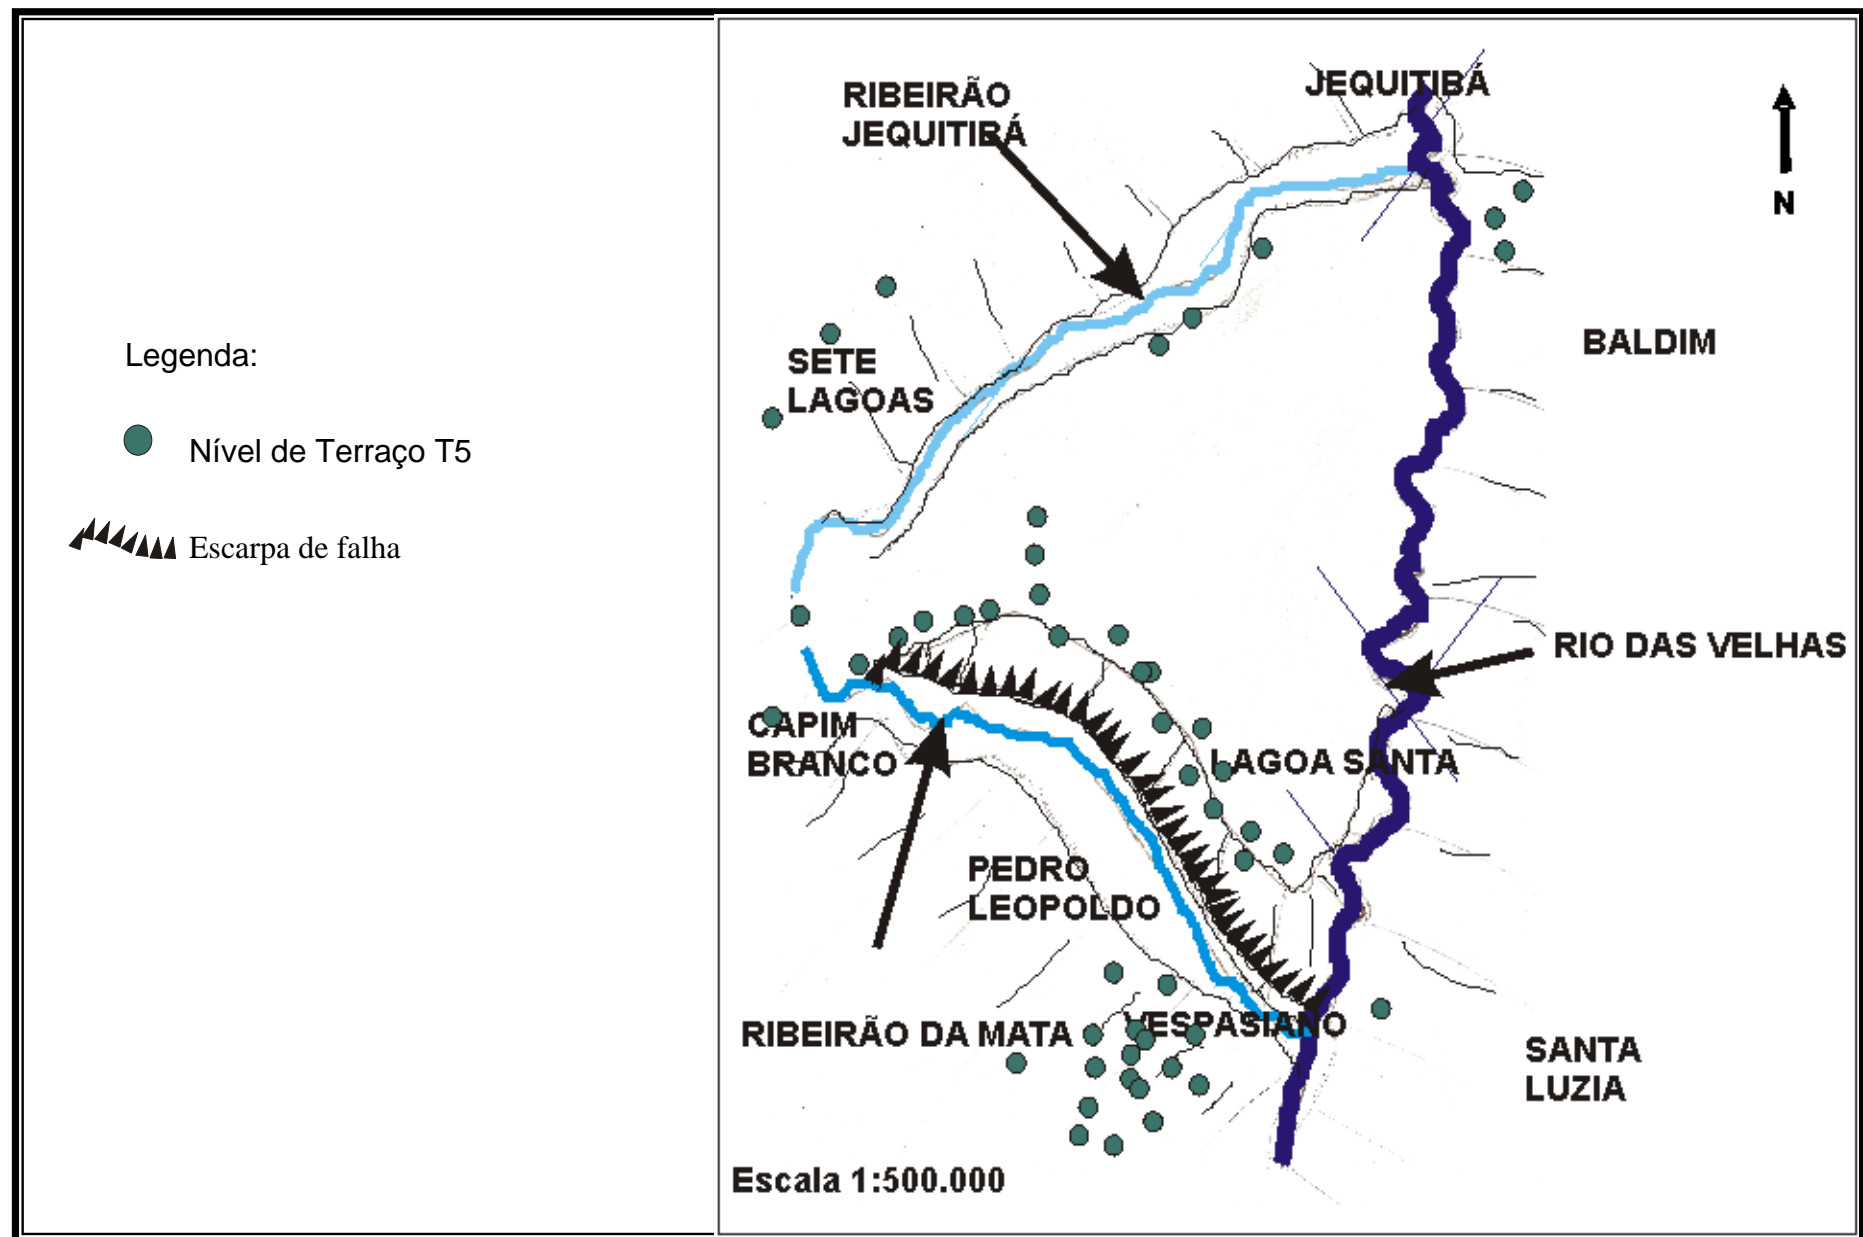 Legenda:
Nível de Terraço T5
Escarpa de falha
RIBEIRÃO
JEQUITIBÁ
JEQUITIBÁ
N
SETE
LAGOAS
BALDIM
RIO DAS VELHAS
CAPIM
BRANCO
LAGOA SANTA
PEDRO
LEOPOLDO
RIBEIRÃO DA MATA
VESPASIANO
SANTA
LUZIA
Escala 1:500.000